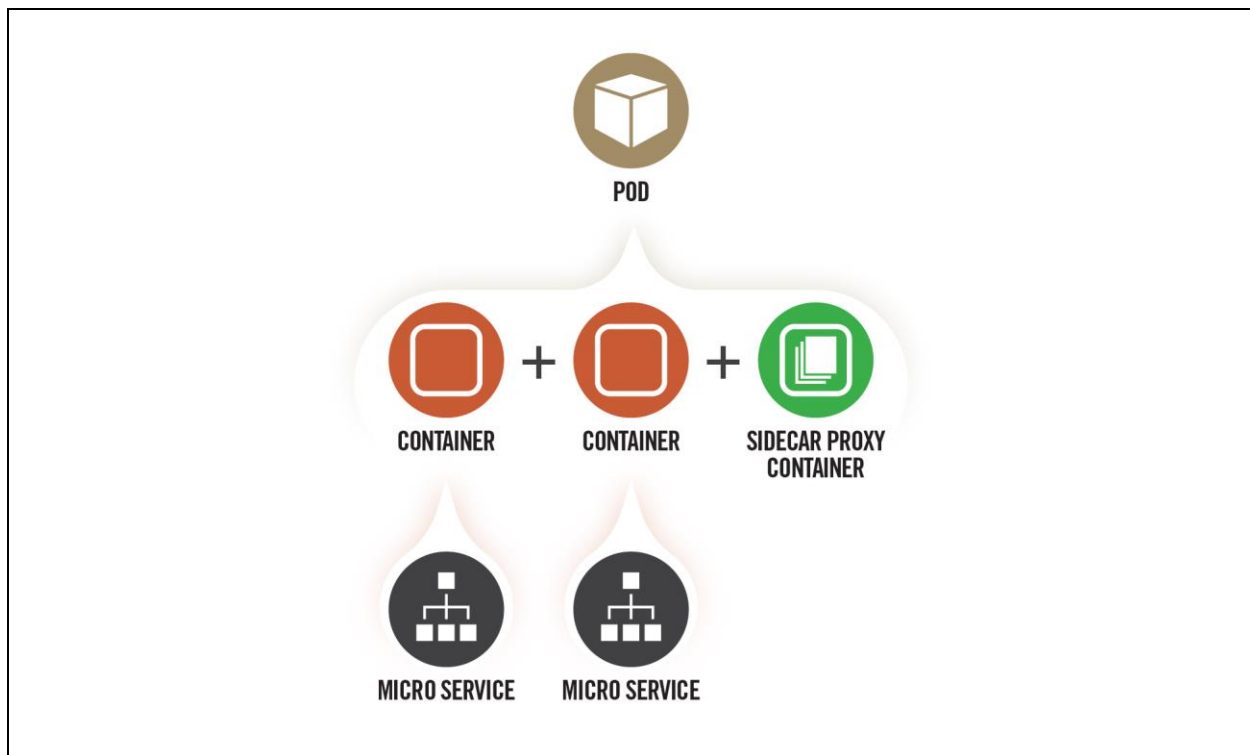 POD
CONTAINER
CONTAINER
SIDECAR PROXY
CONTAINER
MICRO SERVICE
MICRO SERVICE